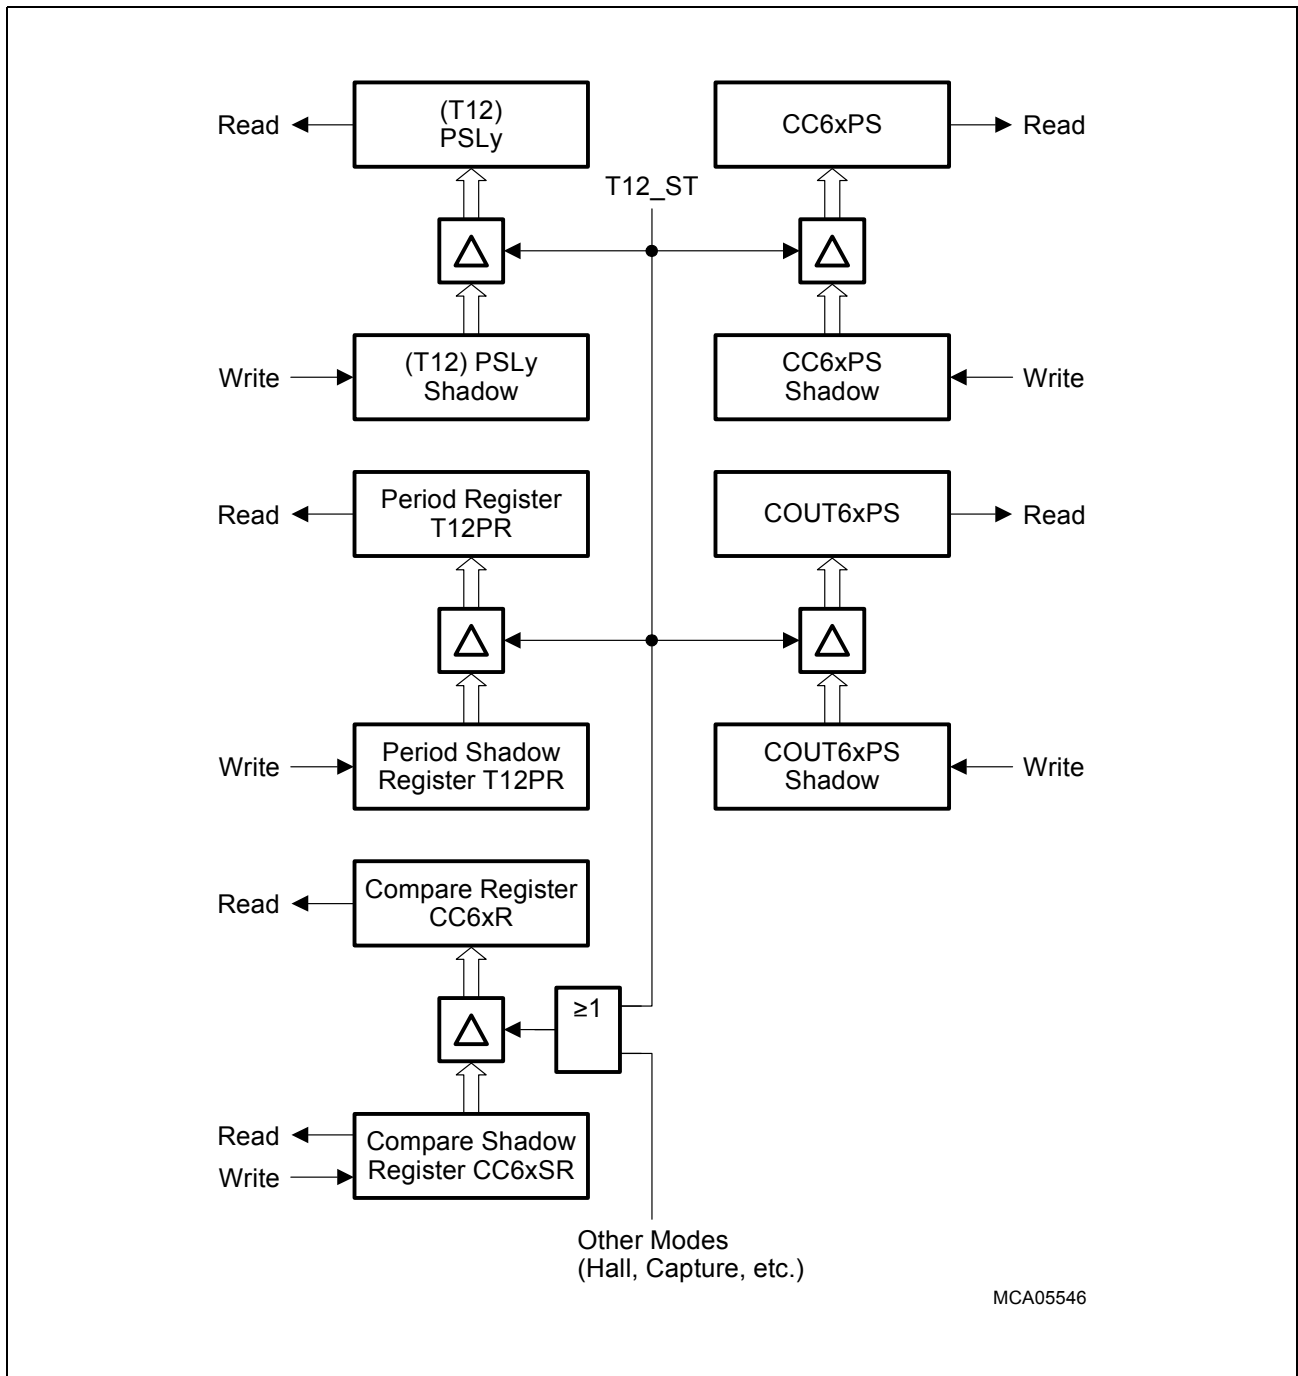 (T12)
PSLy
Read
CC6xPS
Read
T12_ST
(T12) PSLy
Shadow
Write
CC6xPS
Shadow
Write
Period Register
T12PR
Read
COUT6xPS
Read
Period Shadow
Register T12PR
Write
COUT6xPS
Shadow
Write
Compare Register
CC6xR
Read
≥1
Read
Write
Compare Shadow
Register CC6xSR
Other Modes
(Hall, Capture, etc.)
MCA05546